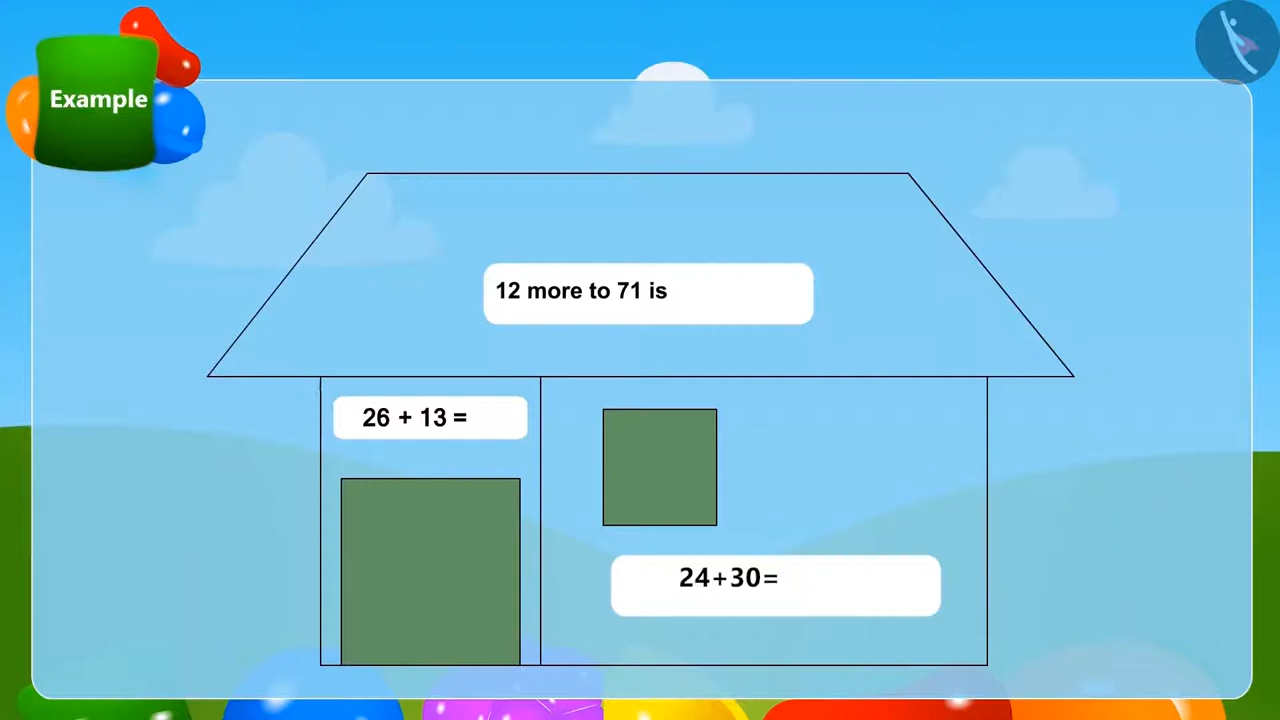 Example
12 more to 71 is
26 + 13 =
24+30=